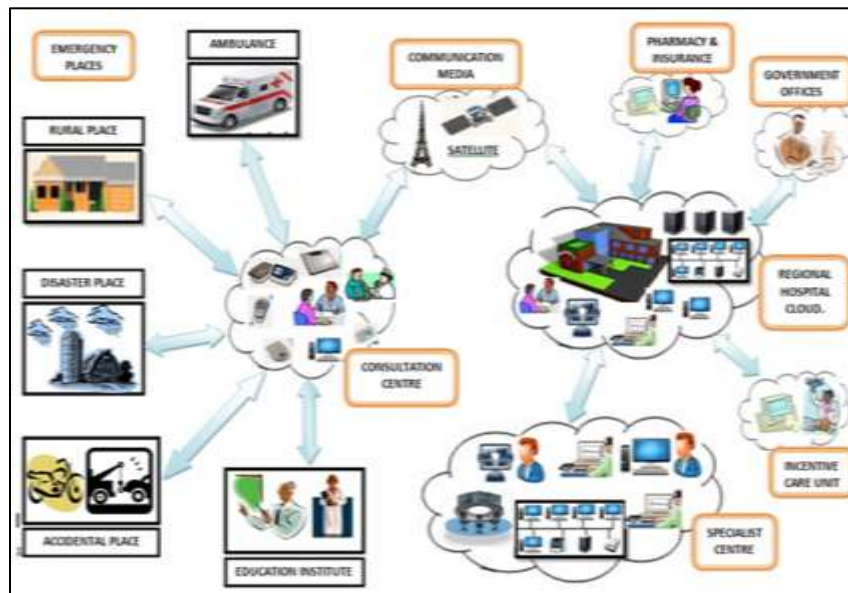 EMERGENCY
PLACES
AMBULANCE
COMMUNICATION
MEDIA
PHARMACY &
INSURANCE
GOVERNMENT
OFFICES
RURAL PLACE
SATELLITE
DISASTER PLACE
REGIONAL
HOSPITAL
CLOUD.
CONSULTATION
CENTRE
INCENTIVE
CARE UNIT
ACCIDENTAL PLACE
EDUCATION INSTITUTE
SPECIALIST
CENTRE